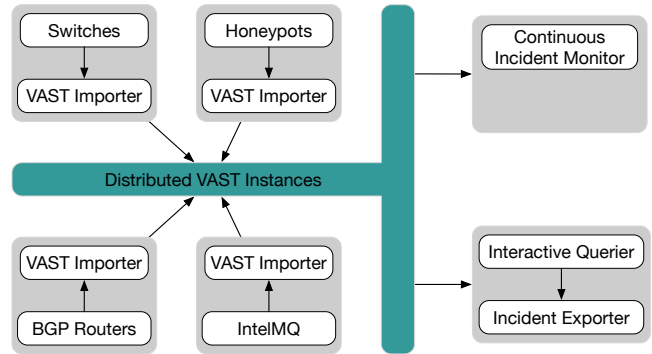 Switches
VAST Importer
Honeypots
VAST Importer
Continuous
Incident Monitor
Distributed VAST Instances
VAST Importer
BGP Routers
VAST Importer
IntelMQ
Interactive Querier
Incident Exporter